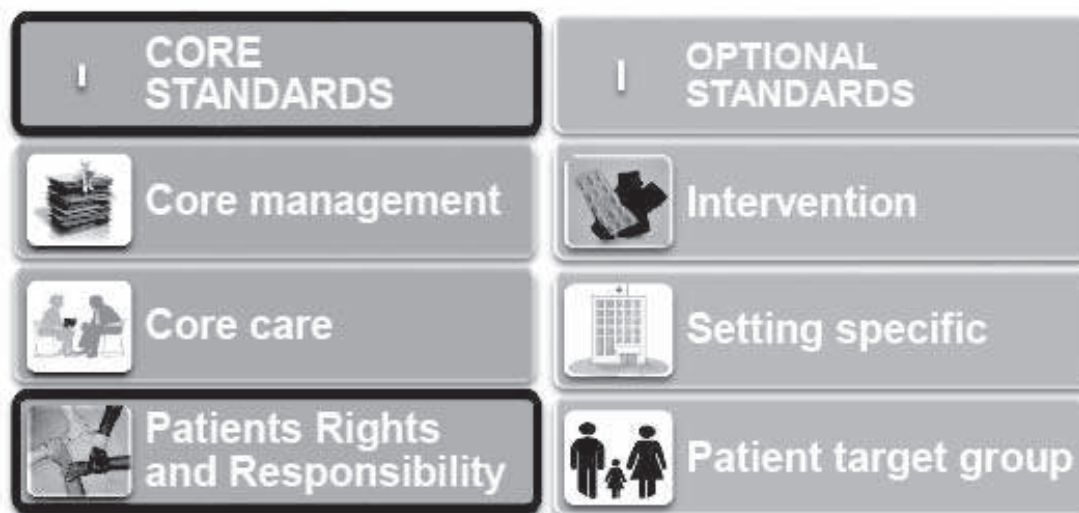 I
CORE
STANDARDS
Core management
Core care
Patients Rights
and Responsibility
I
OPTIONAL
STANDARDS
Intervention
Setting specific
Patient target group